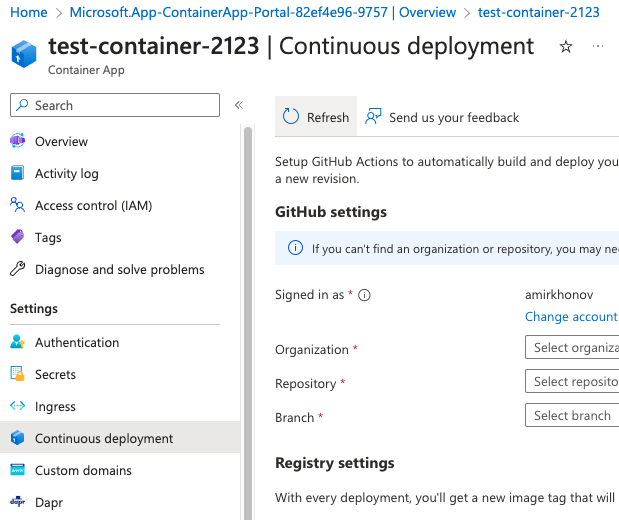 Home > Microsoft.App-ContainerApp-Portal-82ef4e96-9757 | Overview > test-container-2123
test-container-2123 | Continuous deployment
Container App
Search
Refresh
Send us your feedback
Overview
Activity log
Access control (IAM)
Tags
Diagnose and solve problems
Settings
Authentication
Secrets
Ingress
Continuous deployment
Custom domains
Dapr
dapr
Setup GitHub Actions to automatically build and deploy you
a new revision.
GitHub settings
If you can't find an organization or repository, you may nee
Signed in as *
amirkhonov
Change account
Organization *
Select organiza
Repository *
Select reposito
Branch *
Select branch
Registry settings
With every deployment, you'll get a new image tag that will